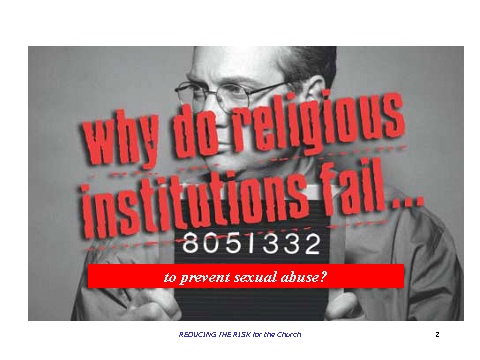 why do religious
institutions fail...
8051332
to prevent sexual abuse?
REDUCING THE RISK for the Church
2